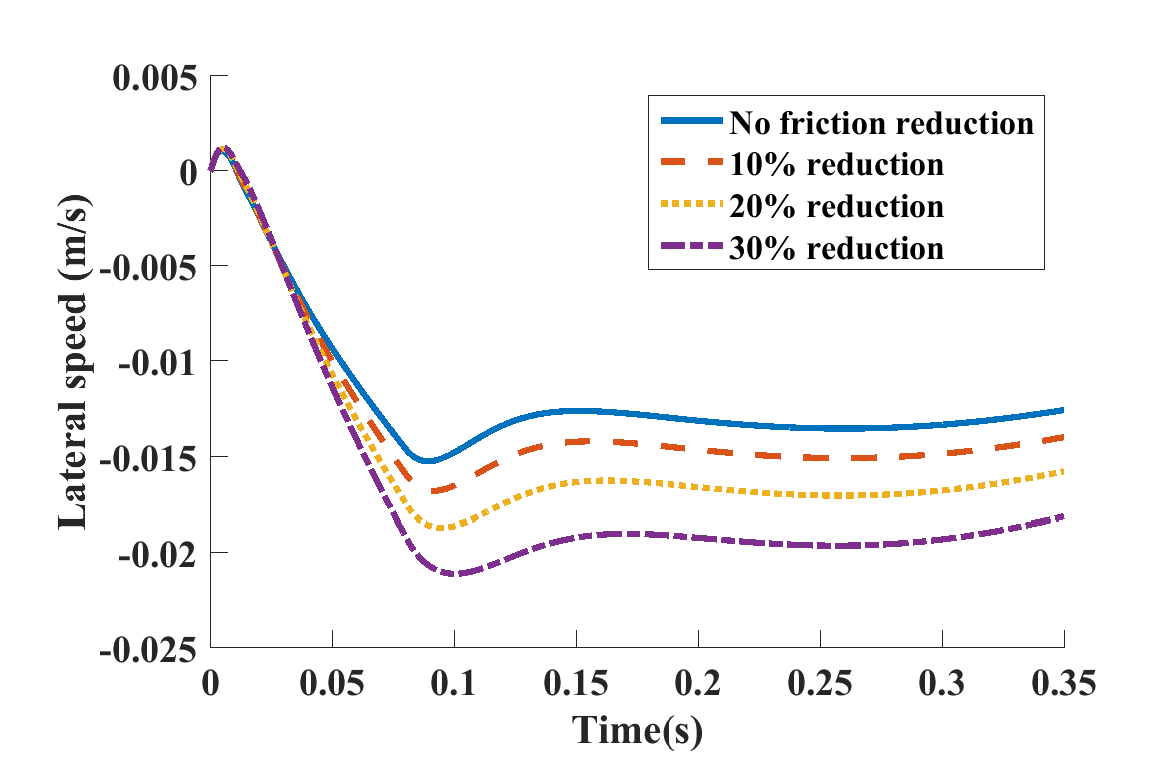 0.005
0
-0.005
-0.01
-0.015
-0.02
-0.025
Lateral speed (m/s)
No friction reduction
10% reduction
20% reduction
30% reduction
0 0.05 0.1 0.15 0.2 0.25 0.3 0.35
Time(s)